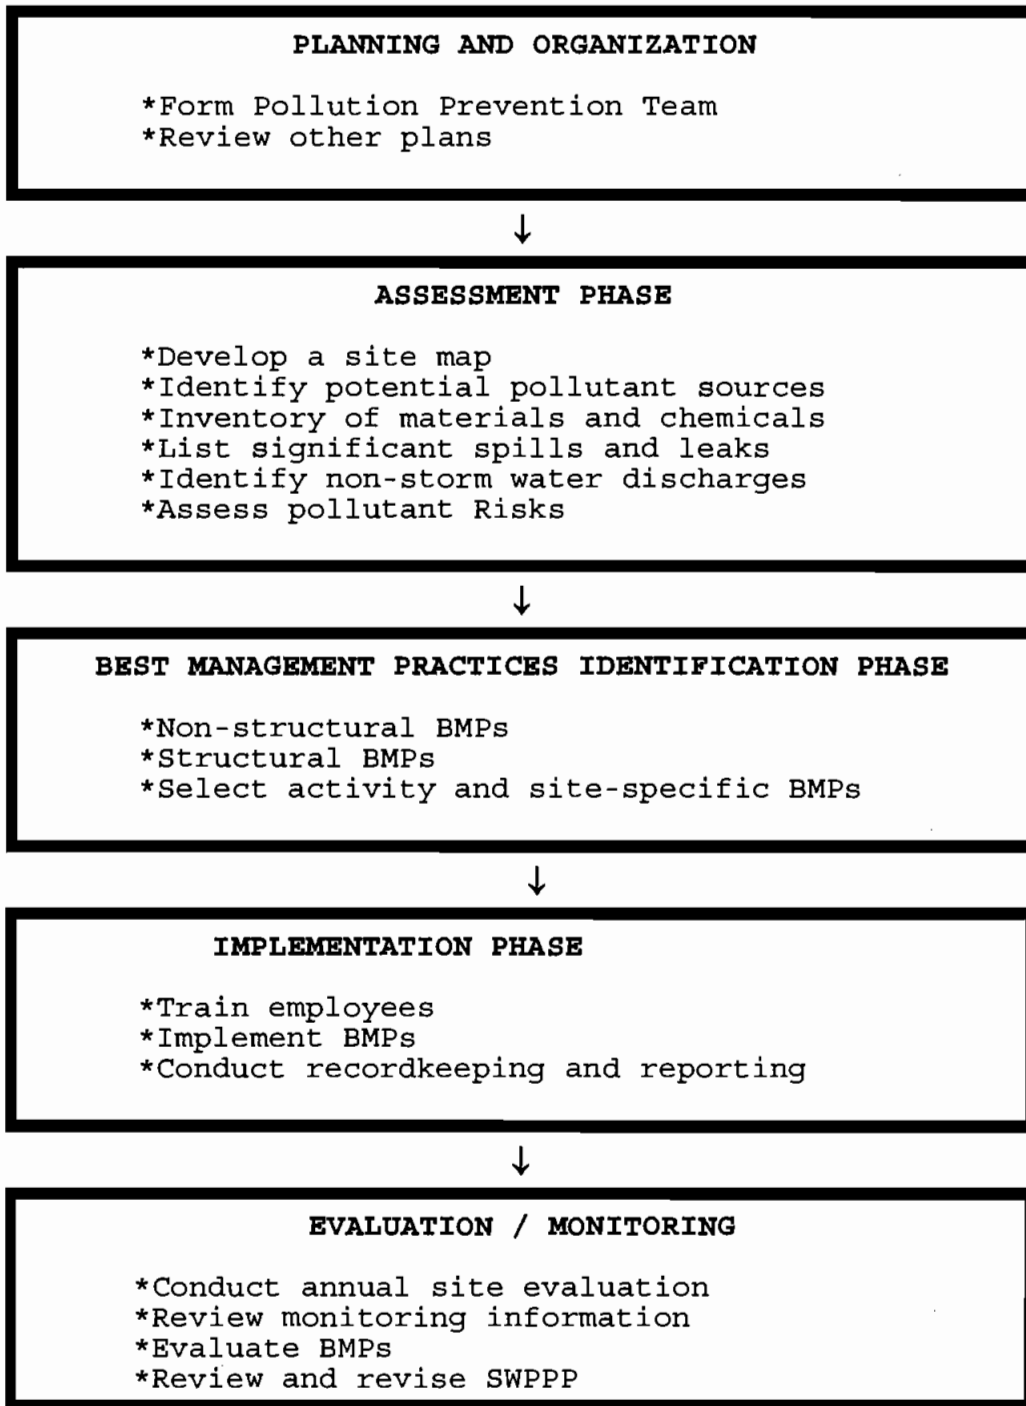 PLANNING AND ORGANIZATION
*Form Pollution Prevention Team
*Review other plans
↓
ASSESSMENT PHASE
*Develop a site map
*Identify potential pollutant sources
*Inventory of materials and chemicals
*List significant spills and leaks
*Identify non-storm water discharges
*Assess pollutant Risks
↓
BEST MANAGEMENT PRACTICES IDENTIFICATION PHASE
*Non-structural BMPs
*Structural BMPs
*Select activity and site-specific BMPs
↓
IMPLEMENTATION PHASE
*Train employees
*Implement BMPs
*Conduct recordkeeping and reporting
↓
EVALUATION / MONITORING
*Conduct annual site evaluation
*Review monitoring information
*Evaluate BMPs
*Review and revise SWPPP